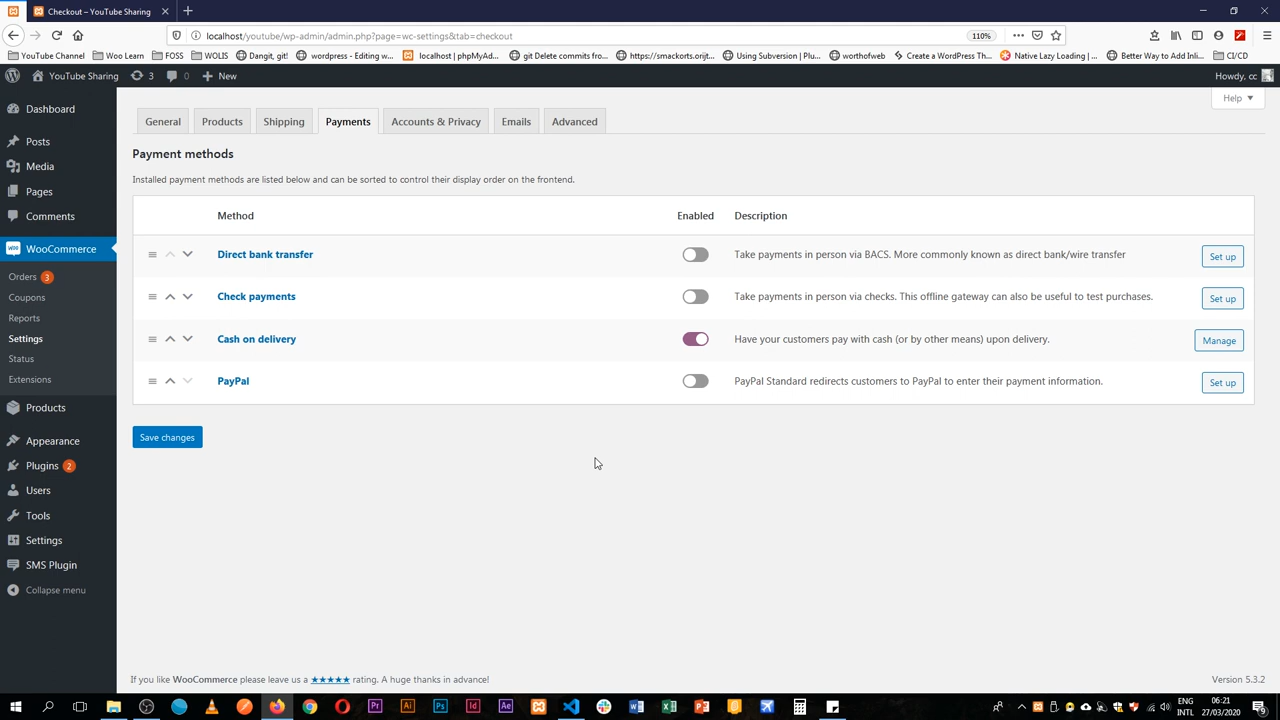 Checkout – YouTube Sharing
localhost/youtube/wp-admin/admin.php?page=wc-settings&tab=checkout
110%
YouTube Channel
Woo Learn
FOSS
WOLIS
Dangit, git!
wordpress - Editing w...
localhost | phpMyAd...
git Delete commits fro...
https://smackorts.orijt...
Using Subversion | Plu...
worthofweb
Create a WordPress Th...
Native Lazy Loading | ...
Better Way to Add Inli...
CI/CD
YouTube Sharing
3
0
New
Howdy, cc
Help
Dashboard
Posts
Media
Pages
Comments
WooCommerce
Orders 3
Coupons
Reports
Settings
Status
Extensions
Products
Appearance
Plugins 2
Users
Tools
Settings
SMS Plugin
Collapse menu
General
Products
Shipping
Payments
Accounts & Privacy
Emails
Advanced
Payment methods
Installed payment methods are listed below and can be sorted to control their display order on the frontend.
Method Enabled Description
Direct bank transfer Take payments in person via BACS. More commonly known as direct bank/wire transfer Set up
Check payments Take payments in person via checks. This offline gateway can also be useful to test purchases. Set up
Cash on delivery Have your customers pay with cash (or by other means) upon delivery. Manage
PayPal PayPal Standard redirects customers to PayPal to enter their payment information. Set up
Save changes
If you like WooCommerce please leave us a ★★★★★ rating. A huge thanks in advance!
Version 5.3.2
Pr
Ai
Ps
Id
Ae
ENG
INTL
06:21
27/03/2020